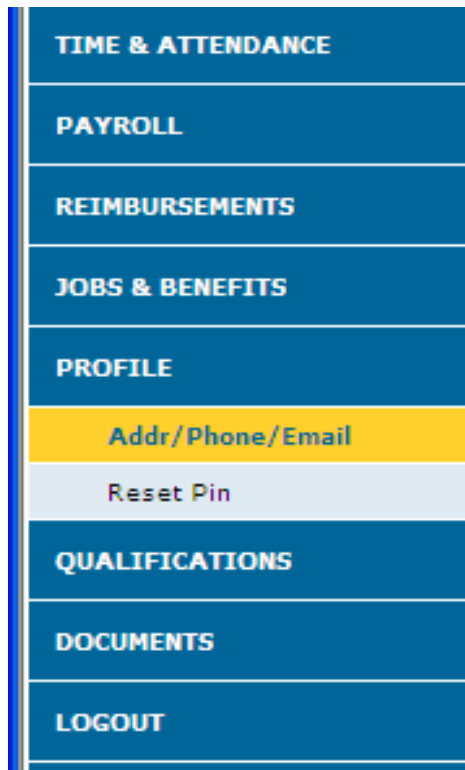 TIME & ATTENDANCE
PAYROLL
REIMBURSEMENTS
JOBS & BENEFITS
PROFILE
Addr/Phone/Email
Reset Pin
QUALIFICATIONS
DOCUMENTS
LOGOUT